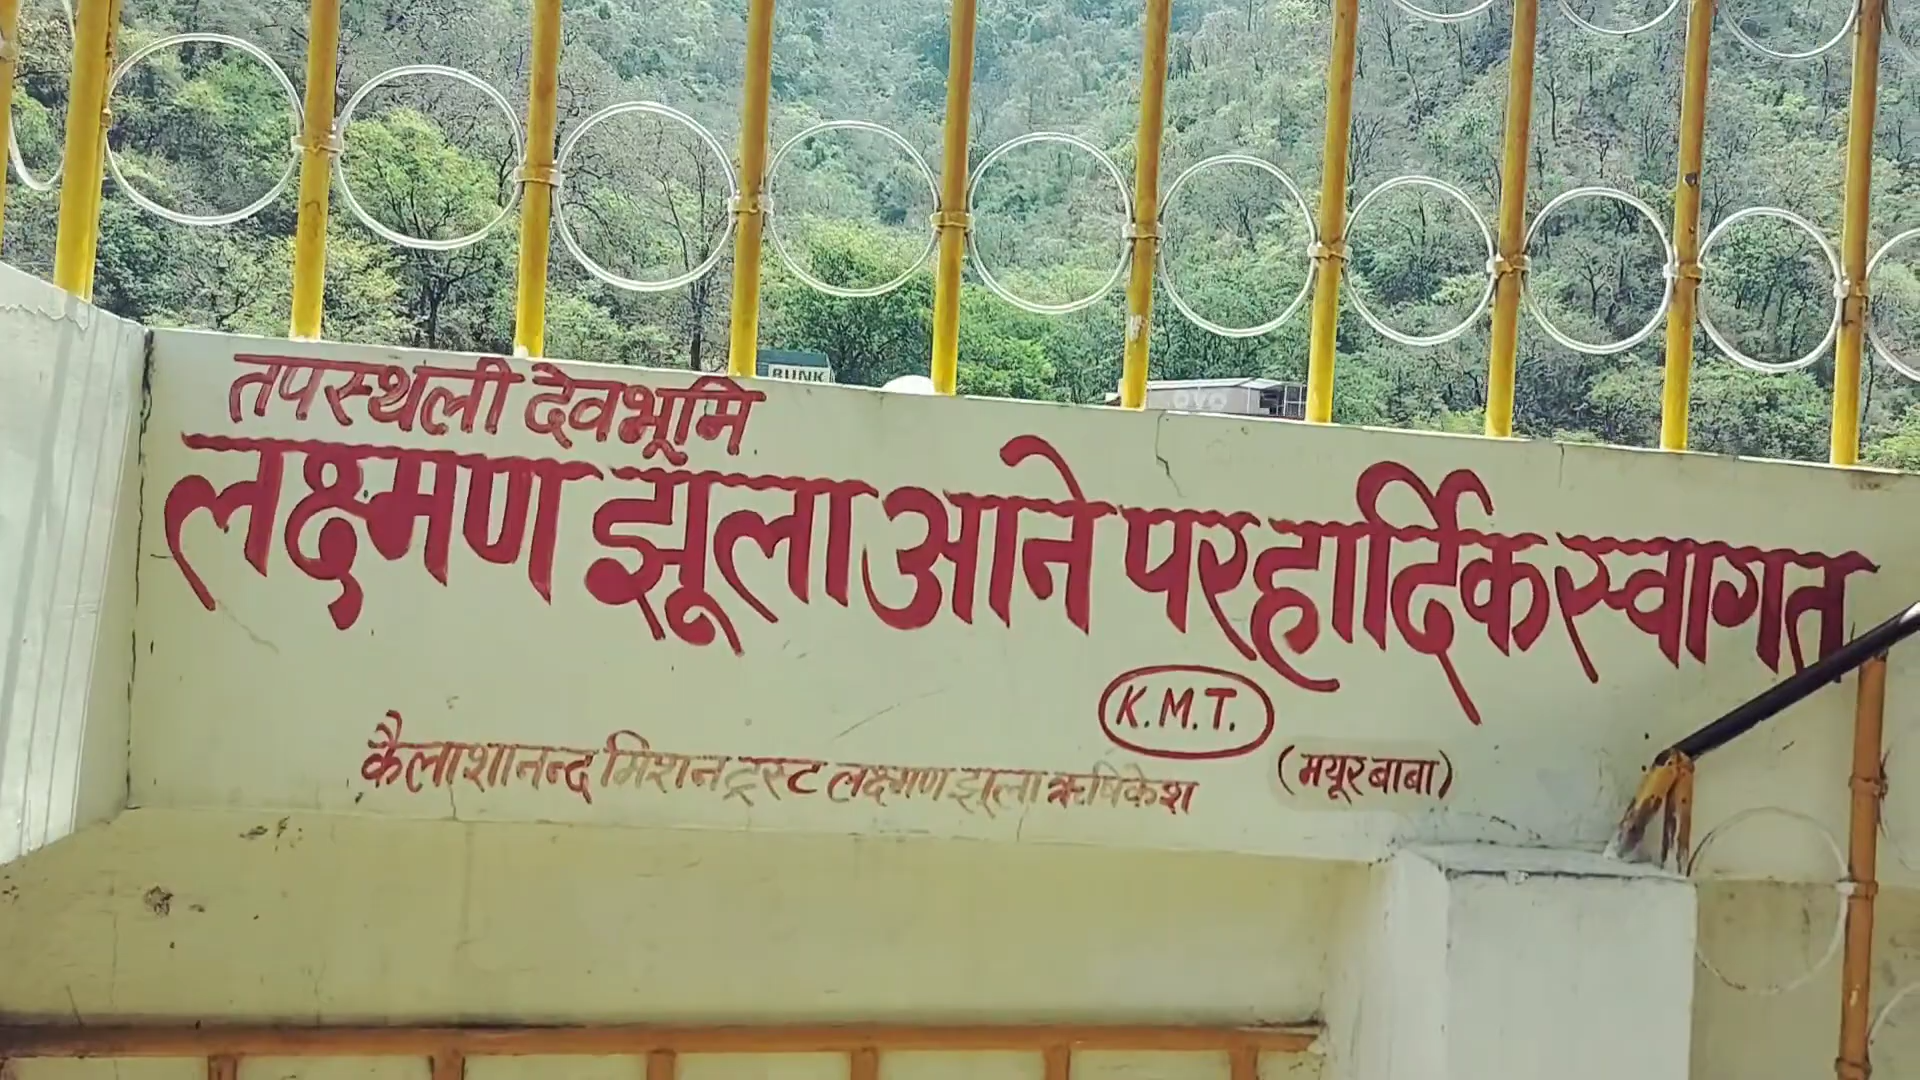 BUNK
OYO
तपस्थली देवभूमि
लक्ष्मण झूला आने पर हार्दिक स्वागत
K.M.T.
कैलाशानन्द मिशन ट्रस्ट लक्ष्मण झूला ऋषिकेश (मयूर बाबा)